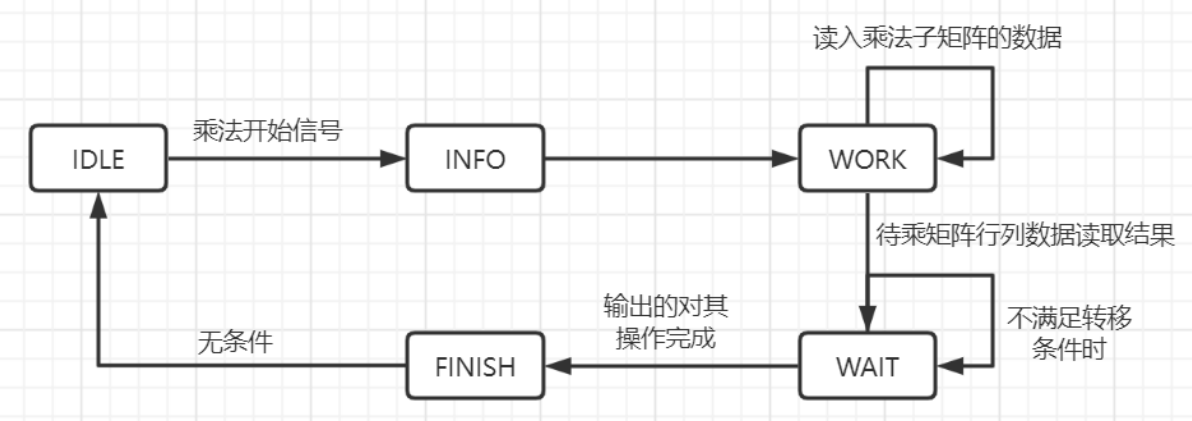 读入乘法子矩阵的数据
乘法开始信号
IDLE
INFO
WORK
待乘矩阵行列数据读取结果
输出的对其
操作完成
不满足转移
条件时
无条件
FINISH
WAIT